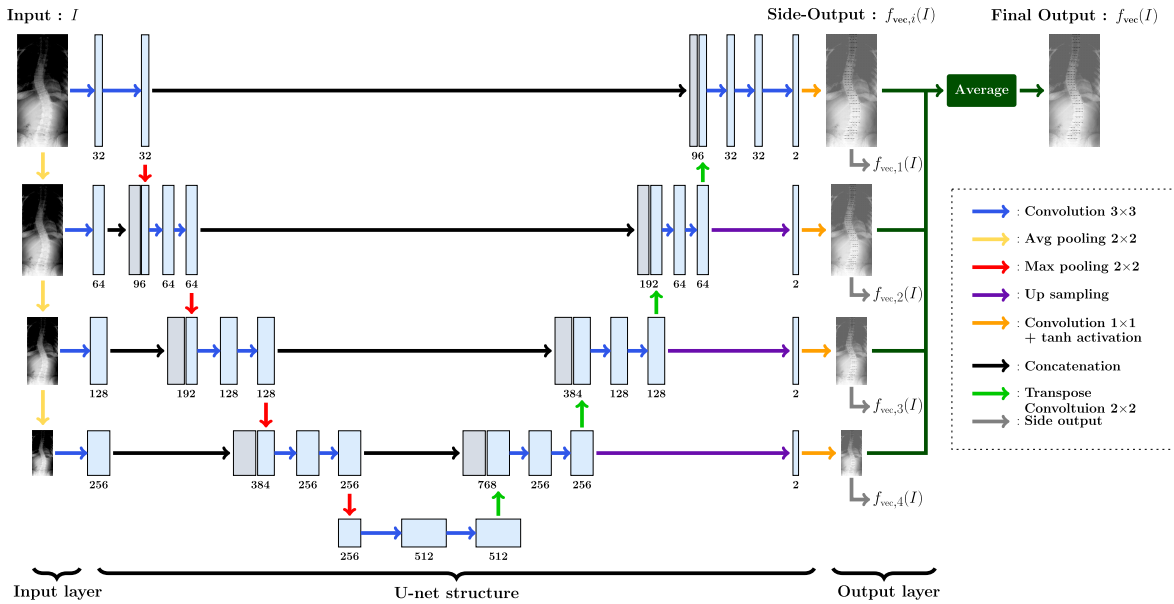 Input : I
Side-Output : f_vec,i(I)
Final Output : f_vec(I)
Average
32
32
96
32
32
2
f_vec,1(I)
64
96
64
64
192
64
64
2
f_vec,2(I)
128
192
128
128
384
128
128
2
f_vec,3(I)
256
384
256
256
768
256
256
2
f_vec,4(I)
256
512
512
: Convolution 3×3
: Avg pooling 2×2
: Max pooling 2×2
: Up sampling
: Convolution 1×1
+ tanh activation
: Concatenation
: Transpose
Convoltuion 2×2
: Side output
Input layer
U-net structure
Output layer